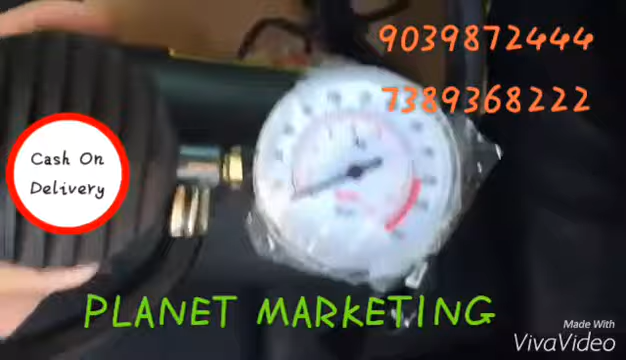 9039872444
7389368222
Cash On
Delivery
PLANET MARKETING
Made With
VivaVideo